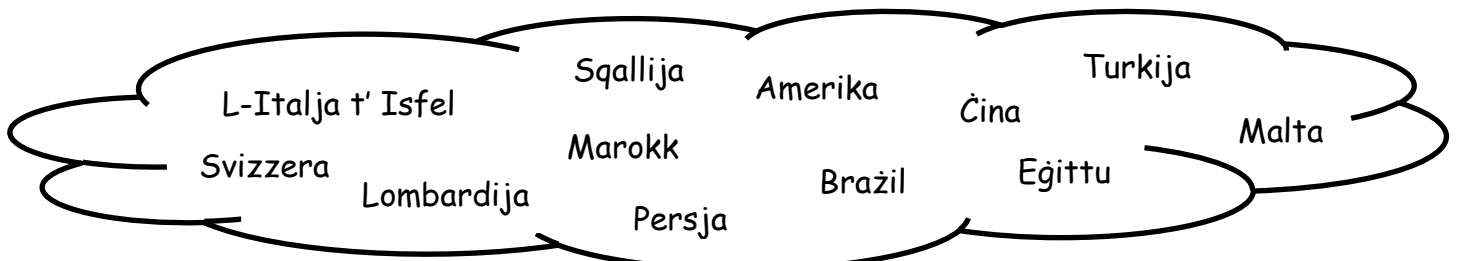 Sqallija
Turkija
Amerika
L-Italja t' Isfel
Ċina
Malta
Marokk
Svizzera
Eġittu
Brażil
Lombardija
Persja